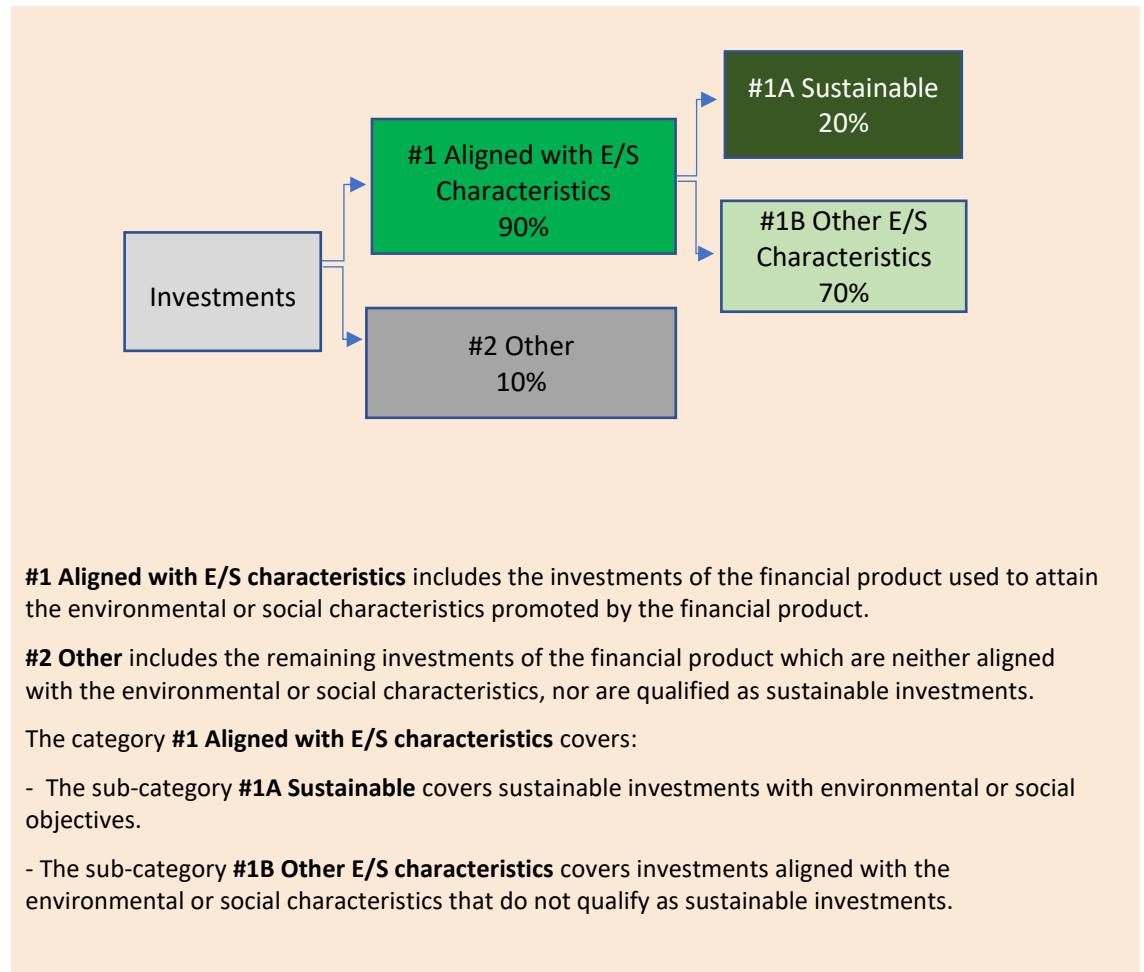 #1A Sustainable
20%
#1 Aligned with E/S
Characteristics
90%
#1B Other E/S
Characteristics
70%
Investments
#2 Other
10%
#1 Aligned with E/S characteristics includes the investments of the financial product used to attain
the environmental or social characteristics promoted by the financial product.
#2 Other includes the remaining investments of the financial product which are neither aligned
with the environmental or social characteristics, nor are qualified as sustainable investments.
The category #1 Aligned with E/S characteristics covers:
- The sub-category #1A Sustainable covers sustainable investments with environmental or social
objectives.
- The sub-category #1B Other E/S characteristics covers investments aligned with the
environmental or social characteristics that do not qualify as sustainable investments.